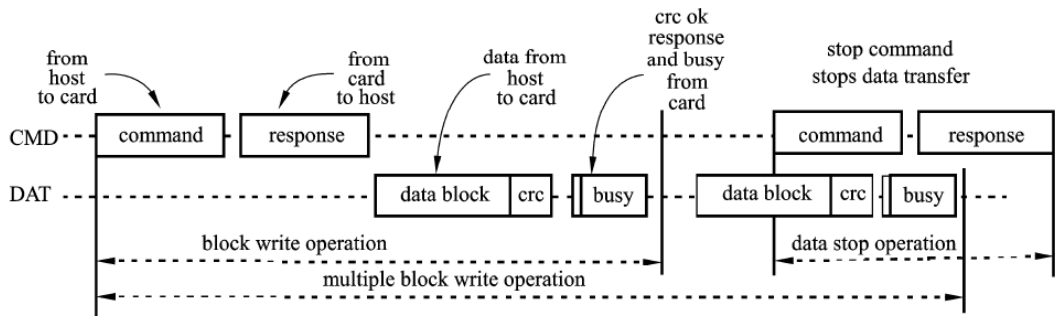 from
host
to card
from
card
to host
data from
host
to card
crc ok
response
and busy
from
card
stop command
stops data transfer
CMD
command
response
command
response
DAT
data block
crc
busy
data block
crc
busy
block write operation
data stop operation
multiple block write operation